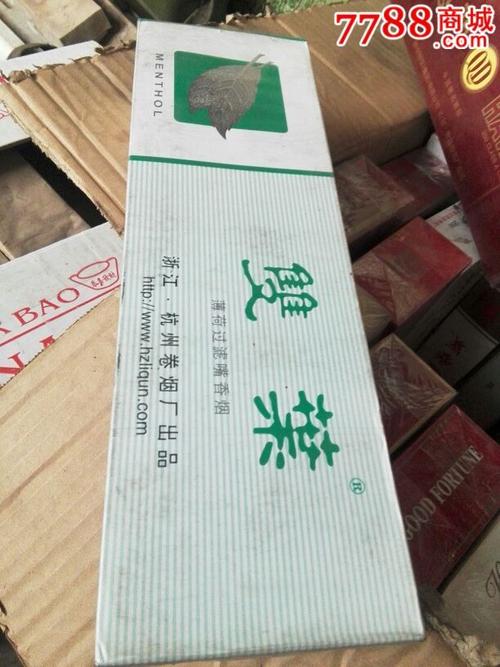 7788商城
.com
MENTHOL
雙葉®
薄荷过滤嘴香烟
浙江·杭州卷烟厂出品
http://www.hzliqun.com
BAO
GOOD FORTUNE